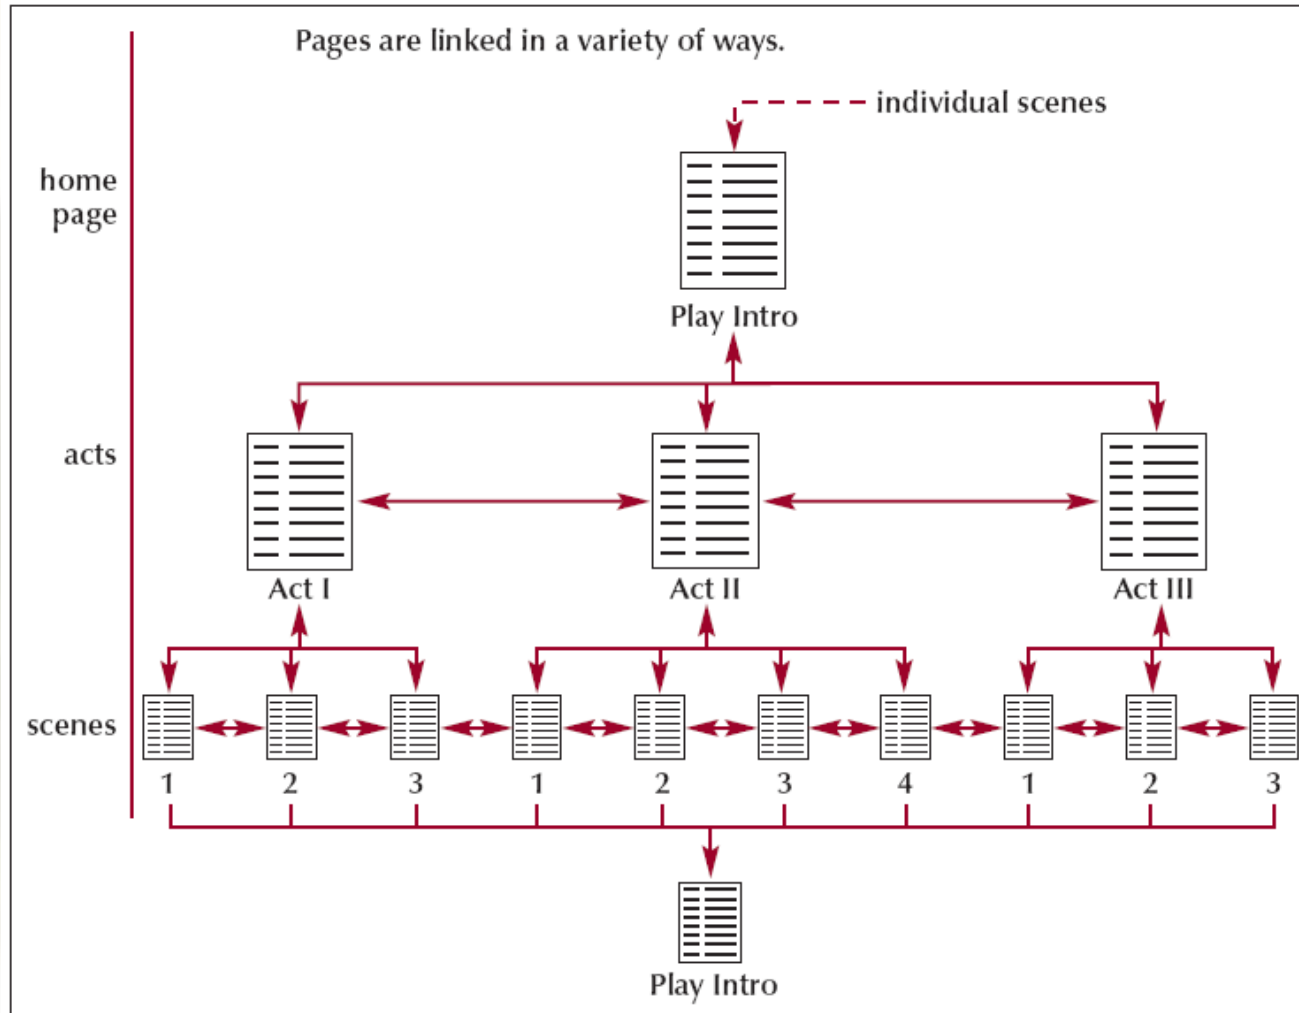 Pages are linked in a variety of ways.
individual scenes
home
page
Play Intro
acts
Act I
Act II
Act III
scenes
1
2
3
1
2
3
4
1
2
3
Play Intro